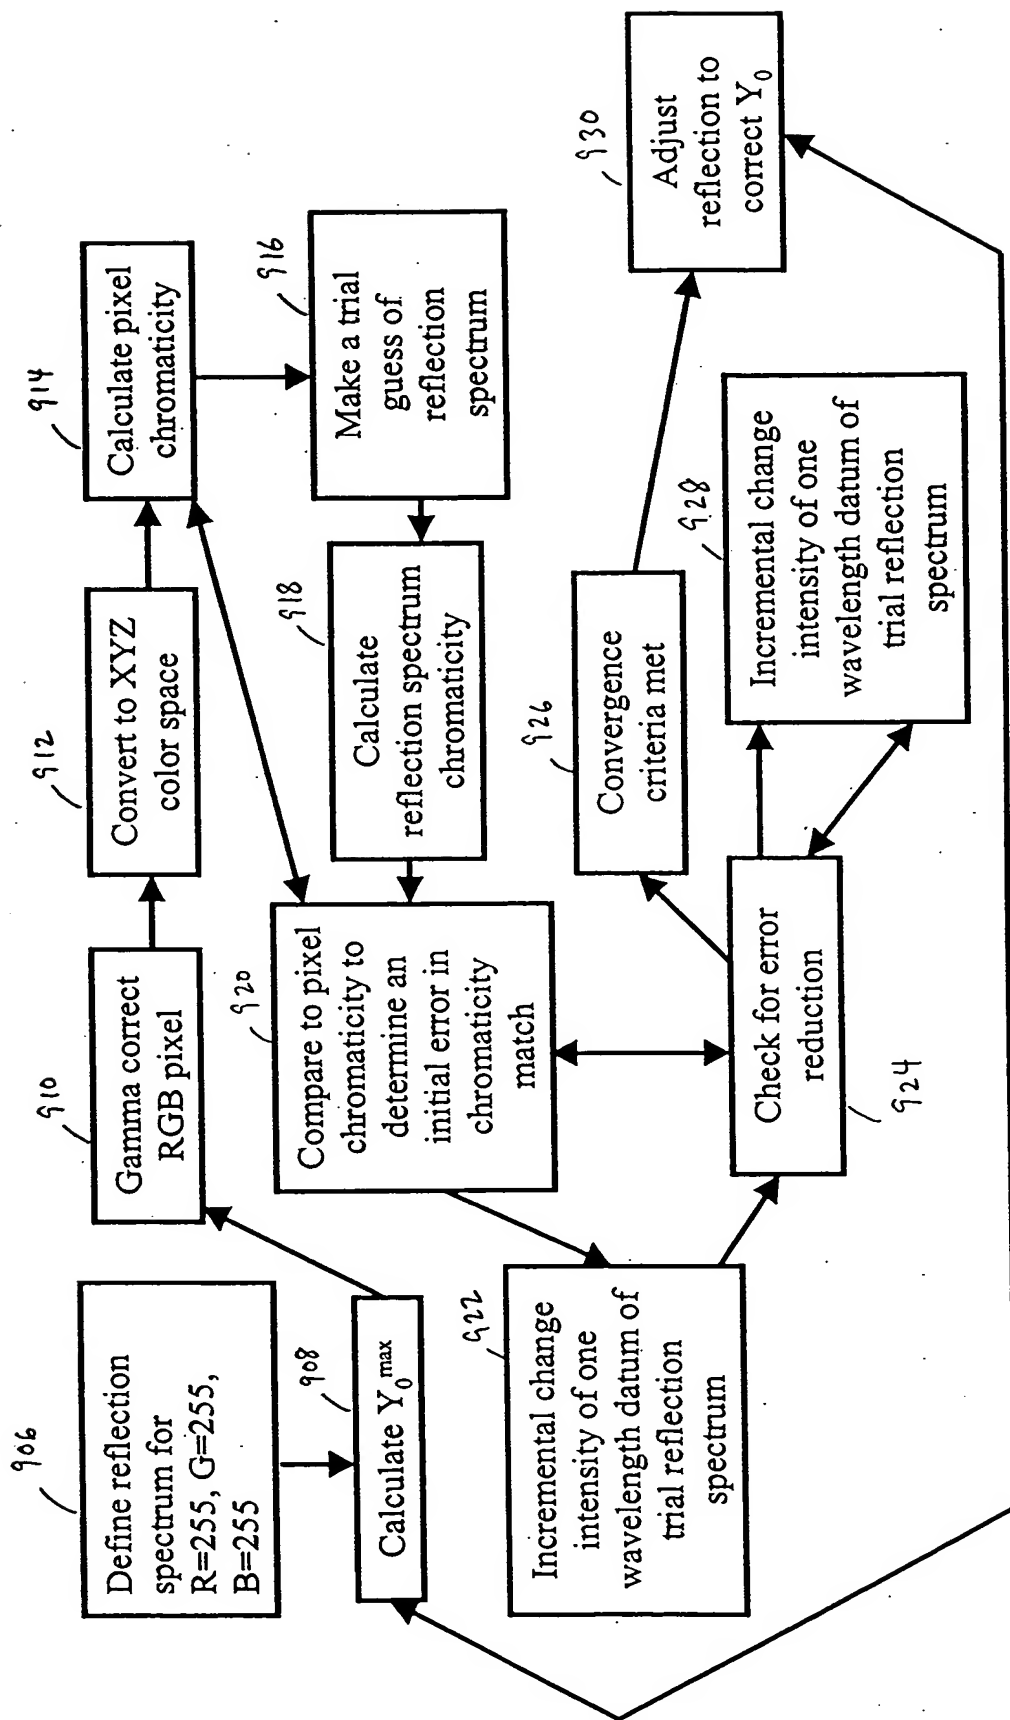 906
Define reflection
spectrum for
R=255, G=255,
B=255
908
Calculate Y₀ᵐᵃˣ
910
Gamma correct
RGB pixel
912
Convert to XYZ
color space
914
Calculate pixel
chromaticity
916
Make a trial
guess of
reflection
spectrum
918
Calculate
reflection spectrum
chromaticity
920
Compare to pixel
chromaticity to
determine an
initial error in
chromaticity
match
922
Incremental change
intensity of one
wavelength datum of
trial reflection
spectrum
924
Check for error
reduction
926
Convergence
criteria met
928
Incremental change
intensity of one
wavelength datum of
trial reflection
spectrum
930
Adjust
reflection to
correct Y₀